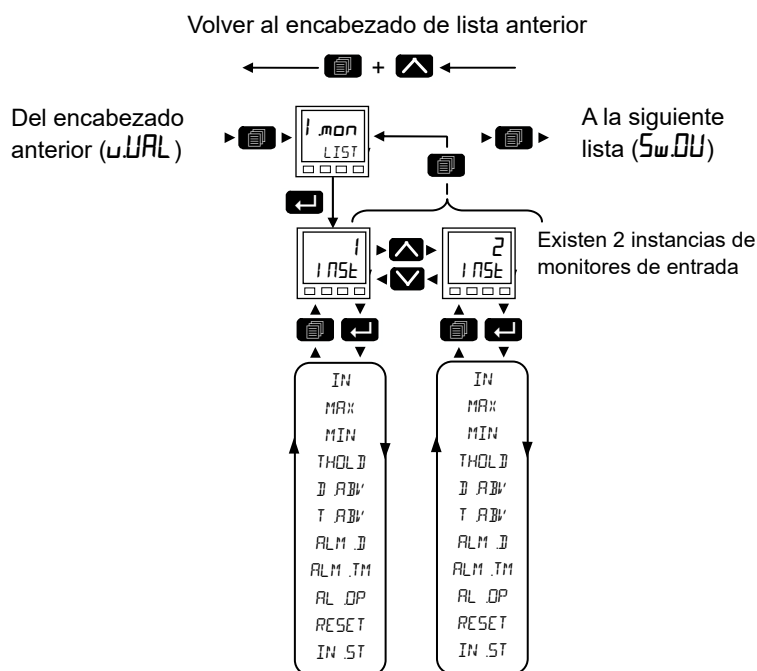 Volver al encabezado de lista anterior
+
Del encabezado
anterior (u.VAL)
1.mon
LIST
A la siguiente
lista (Sw.OV)
1
INSt
2
INSt
Existen 2 instancias de
monitores de entrada
IN
MAX
MIN
THOLD
D ABV
T ABV
ALM .D
ALM .TM
AL .OP
RESET
IN .ST
IN
MAX
MIN
THOLD
D ABV
T ABV
ALM .D
ALM .TM
AL .OP
RESET
IN .ST